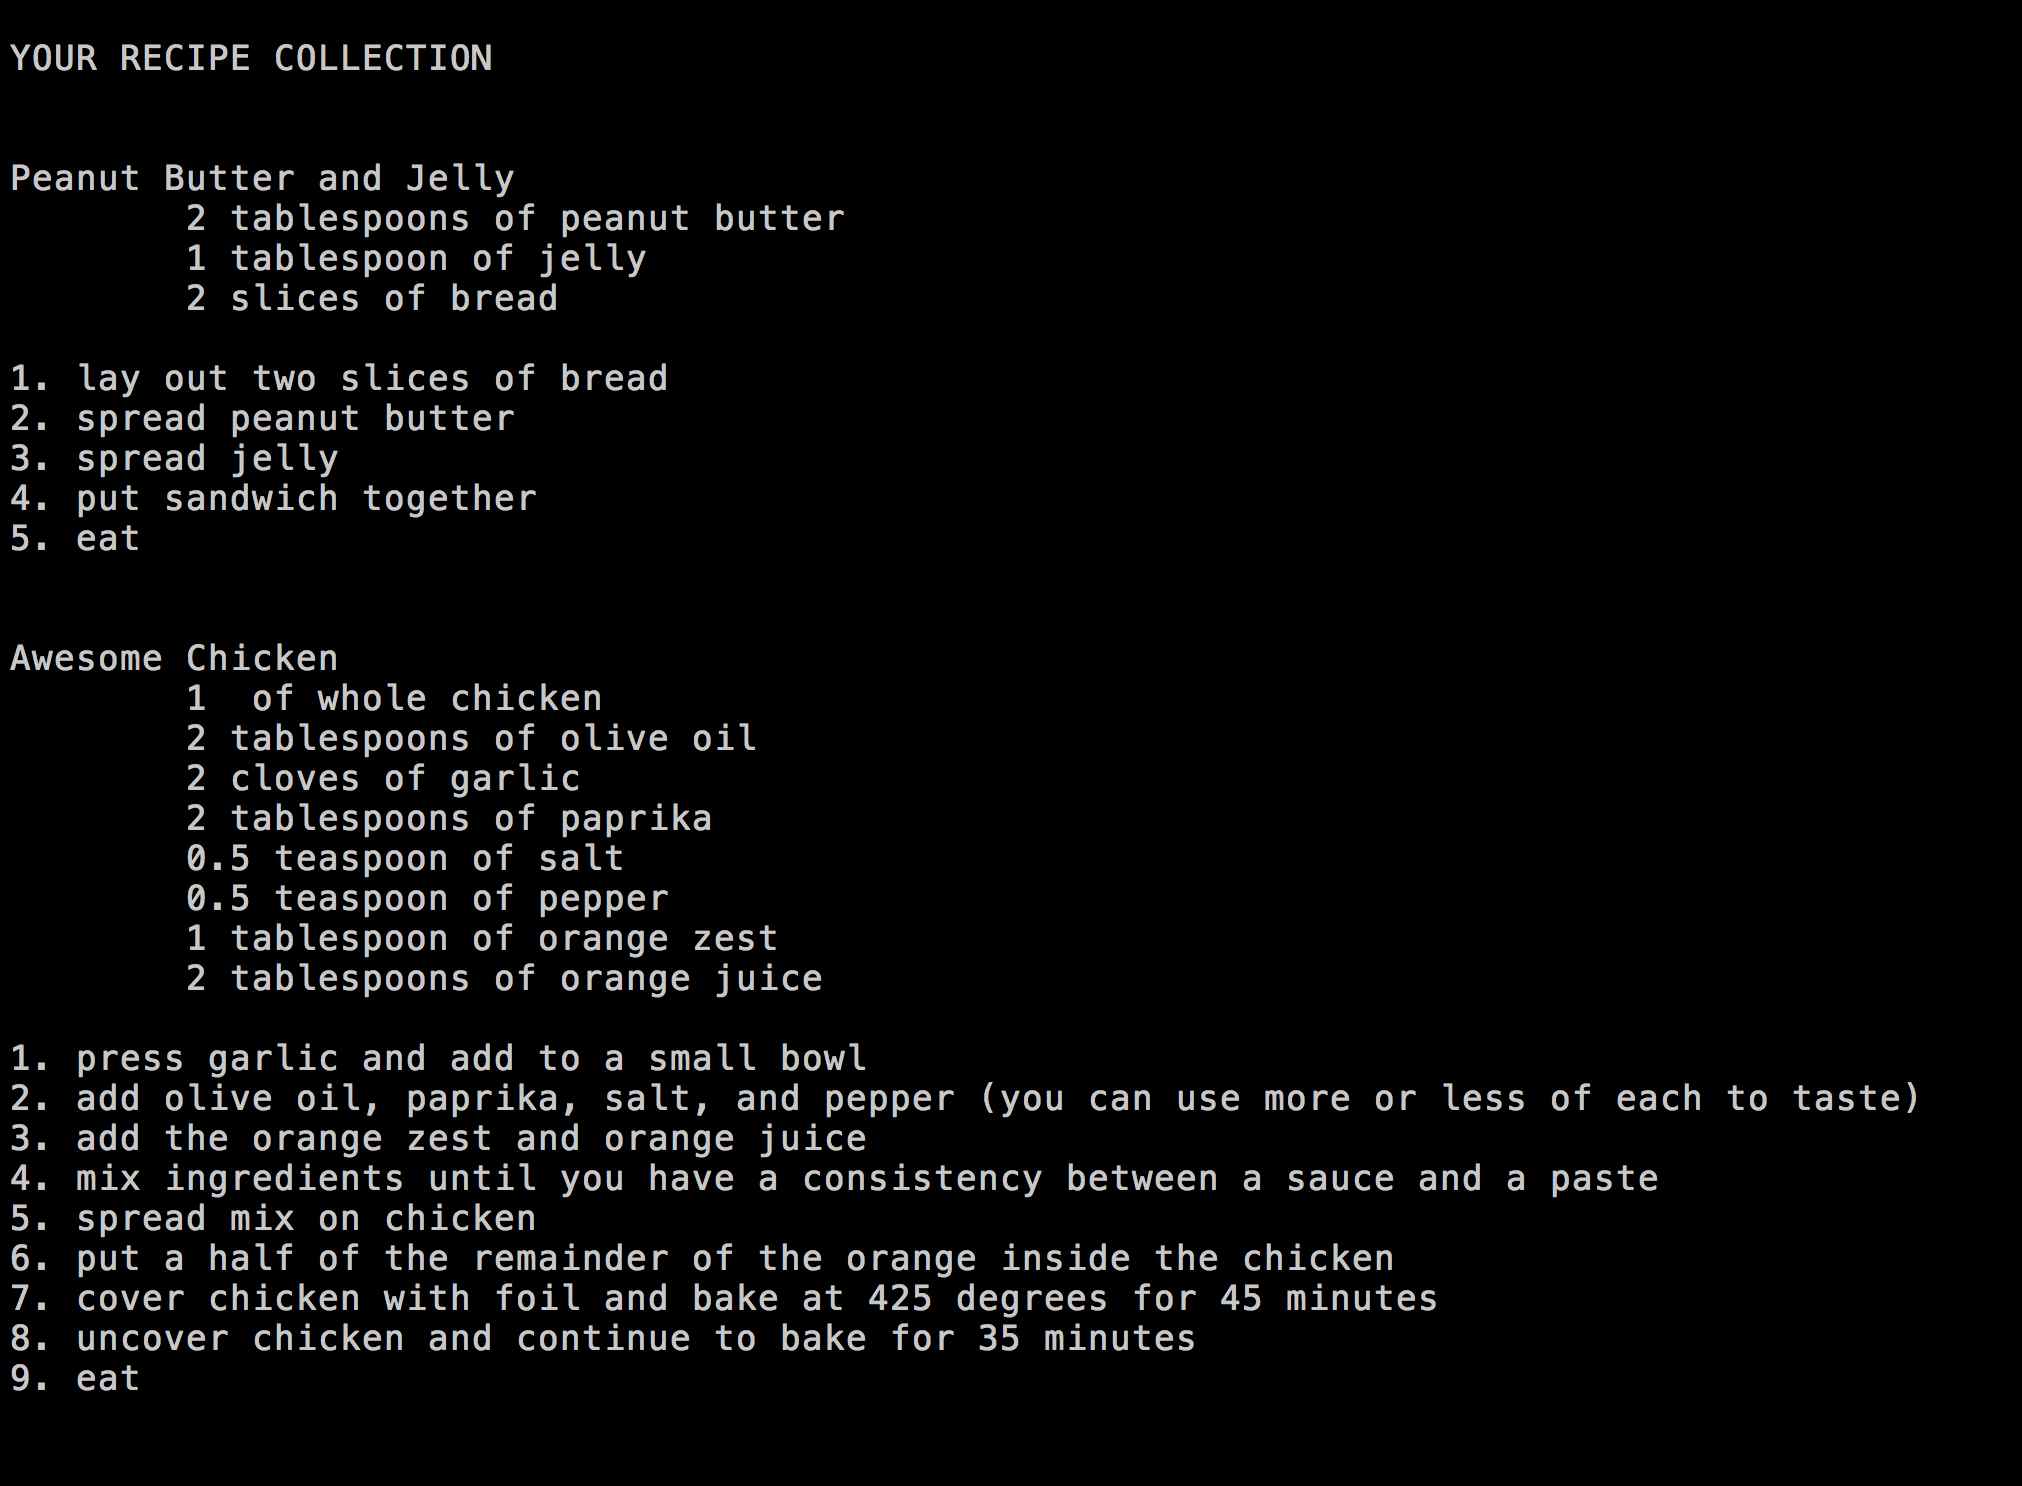 YOUR RECIPE COLLECTION
Peanut Butter and Jelly
2 tablespoons of peanut butter
1 tablespoon of jelly
2 slices of bread
1. lay out two slices of bread
2. spread peanut butter
3. spread jelly
4. put sandwich together
5. eat
Awesome Chicken
1  of whole chicken
2 tablespoons of olive oil
2 cloves of garlic
2 tablespoons of paprika
0.5 teaspoon of salt
0.5 teaspoon of pepper
1 tablespoon of orange zest
2 tablespoons of orange juice
1. press garlic and add to a small bowl
2. add olive oil, paprika, salt, and pepper (you can use more or less of each to taste)
3. add the orange zest and orange juice
4. mix ingredients until you have a consistency between a sauce and a paste
5. spread mix on chicken
6. put a half of the remainder of the orange inside the chicken
7. cover chicken with foil and bake at 425 degrees for 45 minutes
8. uncover chicken and continue to bake for 35 minutes
9. eat